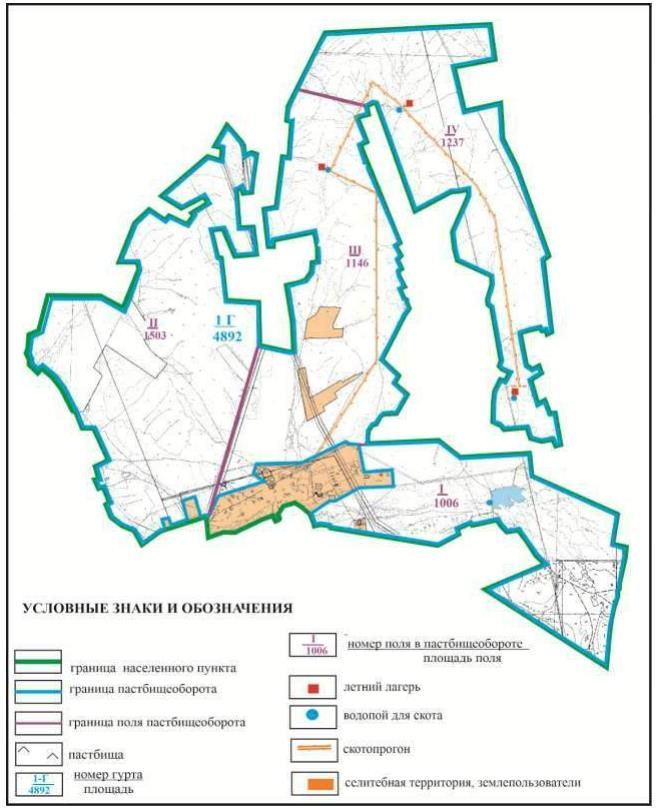 IV
1237
Ш
1146
II
1503
1 Г
4892
I
1006
УСЛОВНЫЕ ЗНАКИ И ОБОЗНАЧЕНИЯ
граница населенного пункта
граница пастбищеоборота
граница поля пастбищеоборота
пастбища
1-Г
4892
номер гурта
площадь
I
1006
номер поля в пастбищеобороте
площадь поля
летний лагерь
водопой для скота
скотопрогон
селитебная территория, землепользователи